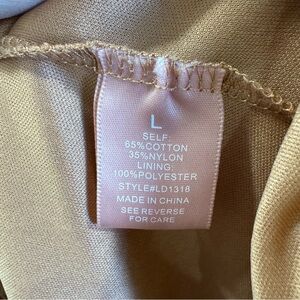 L
SELF:
65%COTTON
35%NYLON
LINING:
100%POLYESTER
STYLE#LD1318
MADE IN CHINA
SEE REVERSE
FOR CARE